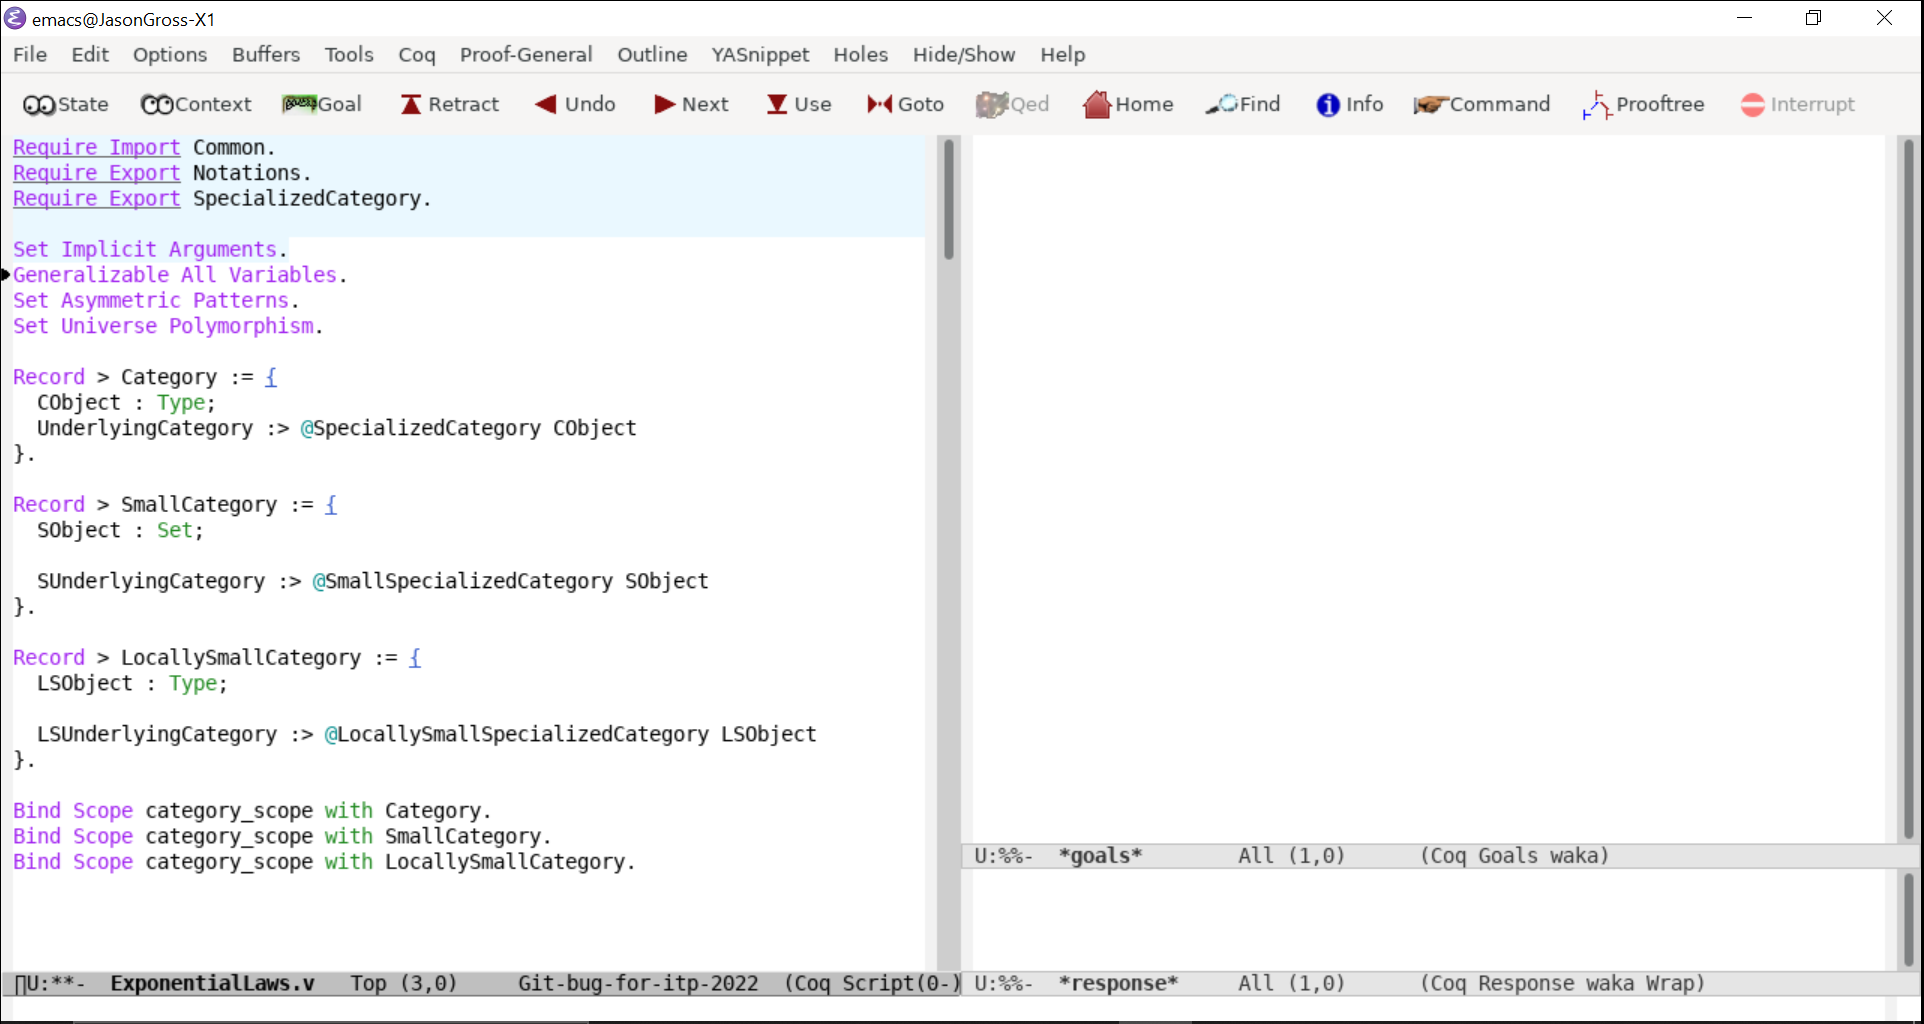 emacs@JasonGross-X1
File Edit Options Buffers Tools Coq Proof-General Outline YASnippet Holes Hide/Show Help
State Context Goal Retract Undo Next Use Goto Qed Home Find Info Command Prooftree Interrupt
Require Import Common.
Require Export Notations.
Require Export SpecializedCategory.
Set Implicit Arguments.
Generalizable All Variables.
Set Asymmetric Patterns.
Set Universe Polymorphism.
Record > Category := {
  CObject : Type;
  UnderlyingCategory :> @SpecializedCategory CObject
}.
Record > SmallCategory := {
  SObject : Set;
  SUnderlyingCategory :> @SmallSpecializedCategory SObject
}.
Record > LocallySmallCategory := {
  LSObject : Type;
  LSUnderlyingCategory :> @LocallySmallSpecializedCategory LSObject
}.
Bind Scope category_scope with Category.
Bind Scope category_scope with SmallCategory.
Bind Scope category_scope with LocallySmallCategory.
U:**-  ExponentialLaws.v   Top (3,0)     Git-bug-for-itp-2022  (Coq Script(0-)
U:%%-  *goals*        All (1,0)      (Coq Goals waka)
U:%%-  *response*     All (1,0)      (Coq Response waka Wrap)